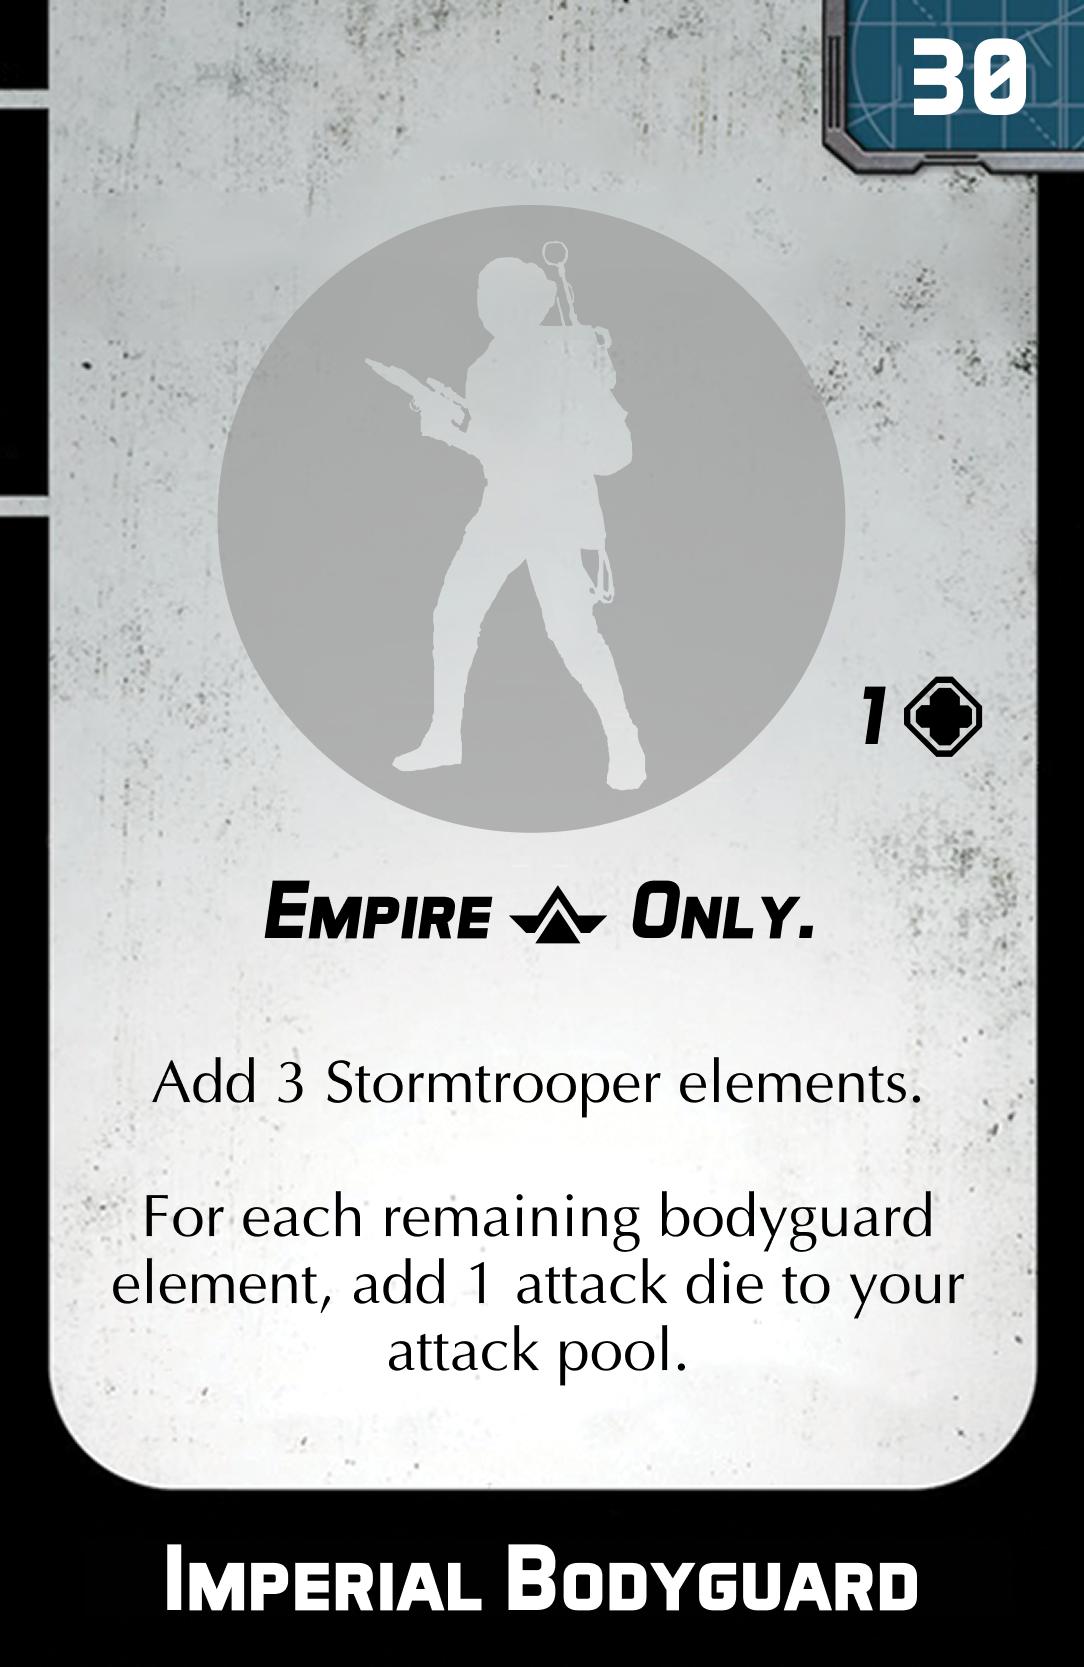 30
1
Empire Only.
Add 3 Stormtrooper elements.
For each remaining bodyguard
element, add 1 attack die to your
attack pool.
Imperial Bodyguard